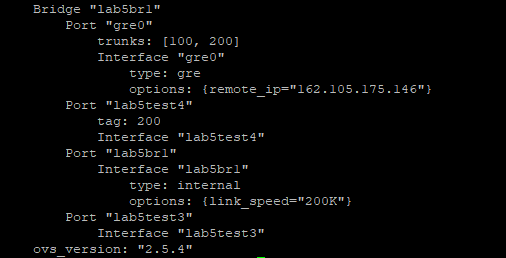 Bridge "lab5br1"
Port "gre0"
trunks: [100, 200]
Interface "gre0"
type: gre
options: {remote_ip="162.105.175.146"}
Port "lab5test4"
tag: 200
Interface "lab5test4"
Port "lab5br1"
Interface "lab5br1"
type: internal
options: {link_speed="200K"}
Port "lab5test3"
Interface "lab5test3"
ovs_version: "2.5.4"